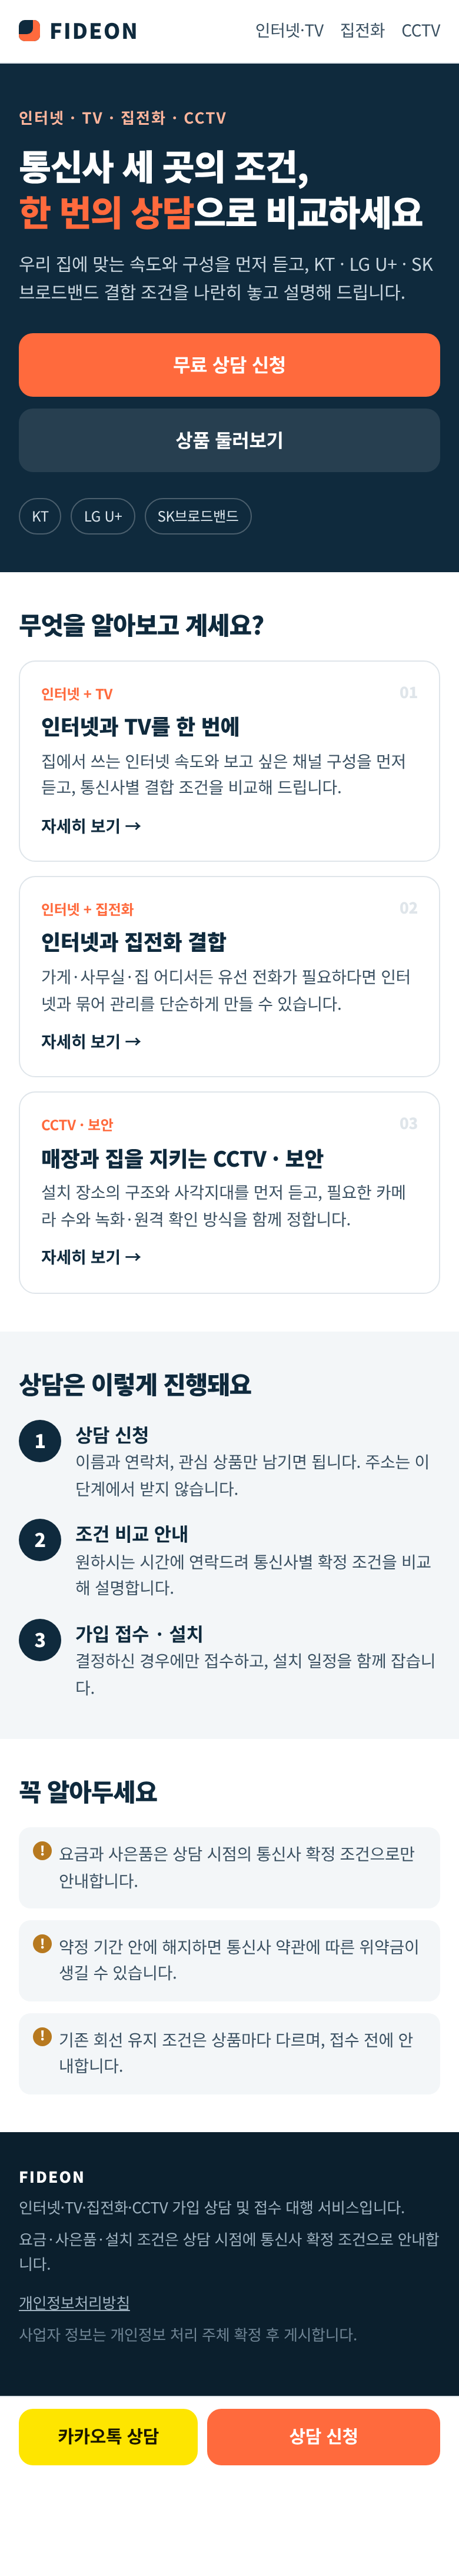 FIDEON
인터넷·TV 집전화 CCTV
인터넷 · TV · 집전화 · CCTV
통신사 세 곳의 조건,
한 번의 상담으로 비교하세요
우리 집에 맞는 속도와 구성을 먼저 듣고, KT · LG U+ · SK
브로드밴드 결합 조건을 나란히 놓고 설명해 드립니다.
무료 상담 신청
상품 둘러보기
KT LG U+ SK브로드밴드
무엇을 알아보고 계세요?
인터넷 + TV 01
인터넷과 TV를 한 번에
집에서 쓰는 인터넷 속도와 보고 싶은 채널 구성을 먼저
듣고, 통신사별 결합 조건을 비교해 드립니다.
자세히 보기 →
인터넷 + 집전화 02
인터넷과 집전화 결합
가게·사무실·집 어디서든 유선 전화가 필요하다면 인터
넷과 묶어 관리를 단순하게 만들 수 있습니다.
자세히 보기 →
CCTV · 보안 03
매장과 집을 지키는 CCTV · 보안
설치 장소의 구조와 사각지대를 먼저 듣고, 필요한 카메
라 수와 녹화·원격 확인 방식을 함께 정합니다.
자세히 보기 →
상담은 이렇게 진행돼요
1 상담 신청
이름과 연락처, 관심 상품만 남기면 됩니다. 주소는 이
단계에서 받지 않습니다.
2 조건 비교 안내
원하시는 시간에 연락드려 통신사별 확정 조건을 비교
해 설명합니다.
3 가입 접수 · 설치
결정하신 경우에만 접수하고, 설치 일정을 함께 잡습니
다.
꼭 알아두세요
! 요금과 사은품은 상담 시점의 통신사 확정 조건으로만
안내합니다.
! 약정 기간 안에 해지하면 통신사 약관에 따른 위약금이
생길 수 있습니다.
! 기존 회선 유지 조건은 상품마다 다르며, 접수 전에 안
내합니다.
FIDEON
인터넷·TV·집전화·CCTV 가입 상담 및 접수 대행 서비스입니다.
요금·사은품·설치 조건은 상담 시점에 통신사 확정 조건으로 안내합
니다.
개인정보처리방침
사업자 정보는 개인정보 처리 주체 확정 후 게시합니다.
카카오톡 상담 상담 신청